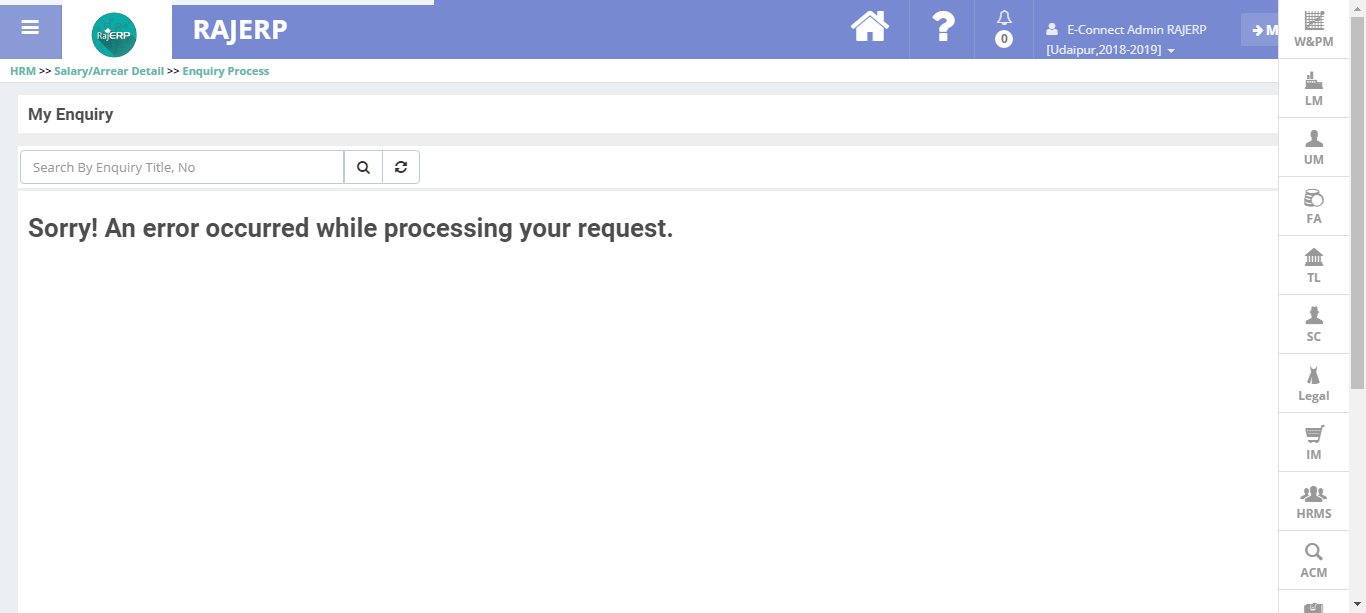 RajERP
RAJERP
0
E-Connect Admin RAJERP
[Udaipur,2018-2019]
M
HRM >> Salary/Arrear Detail >> Enquiry Process
My Enquiry
Search By Enquiry Title, No
Sorry! An error occurred while processing your request.
W&PM
LM
UM
FA
TL
SC
Legal
IM
HRMS
ACM